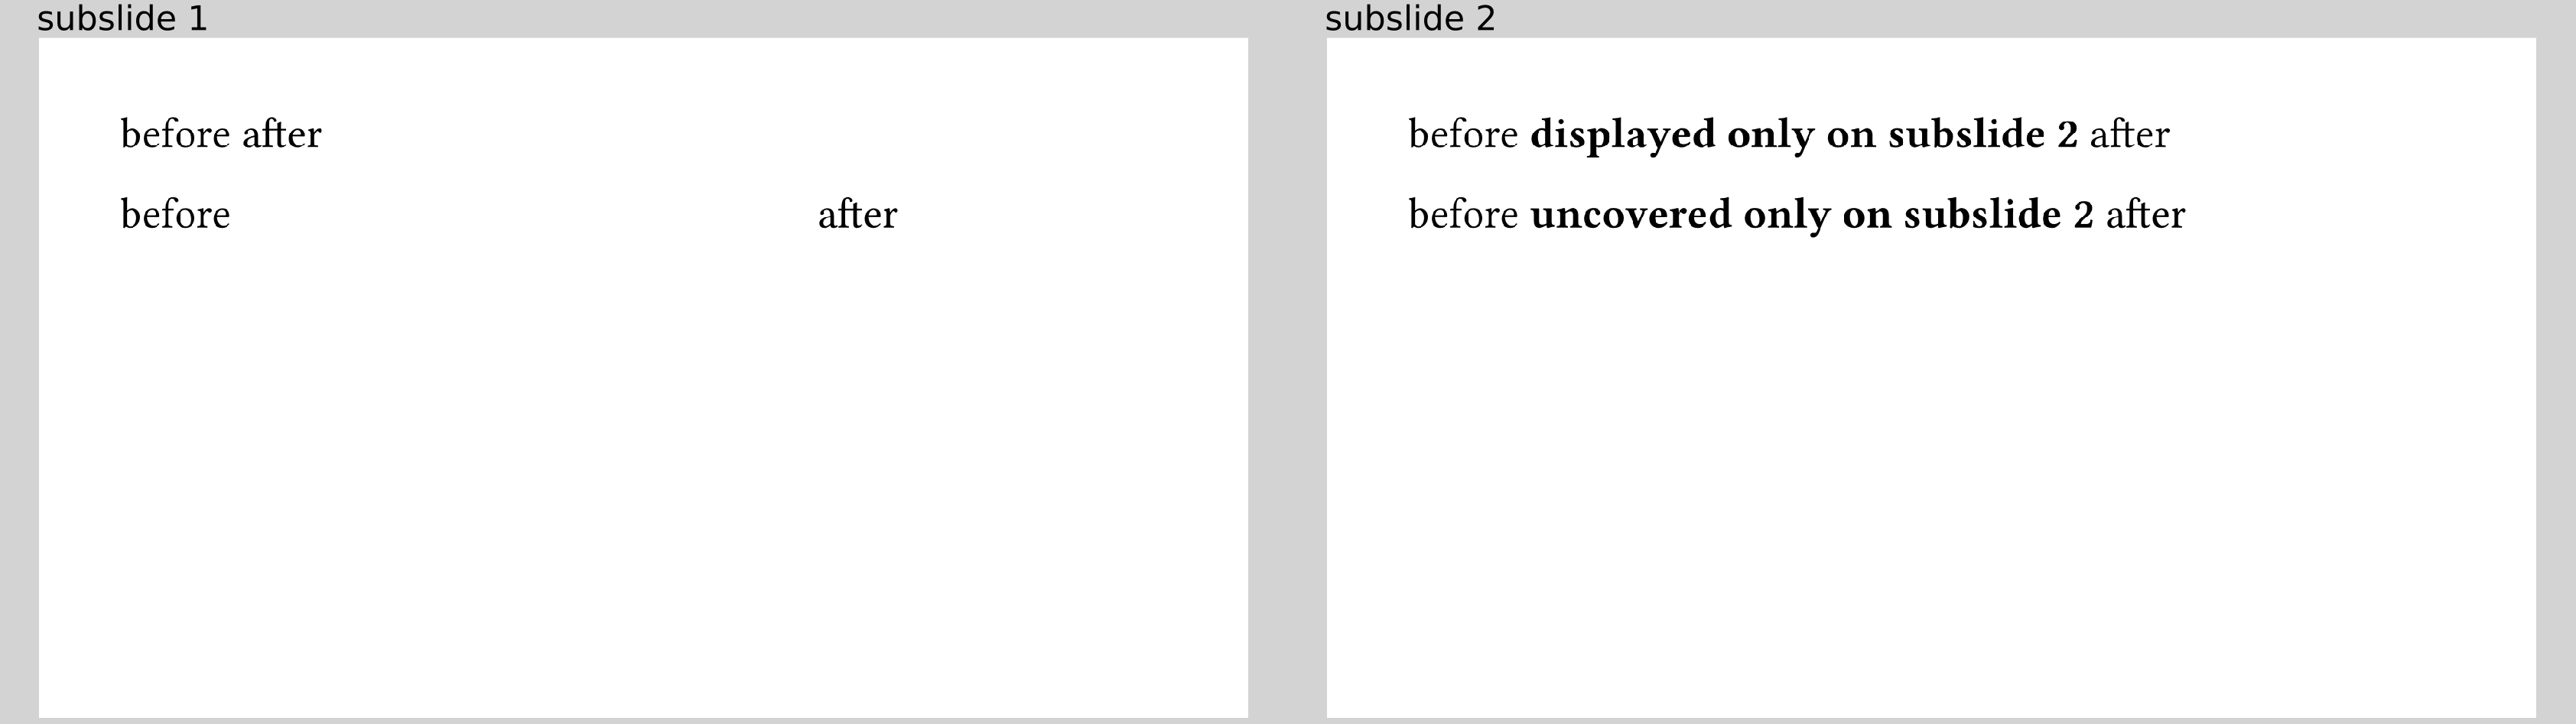 subslide 1
before after
before after
subslide 2
before displayed only on subslide 2 after
before uncovered only on subslide 2 after